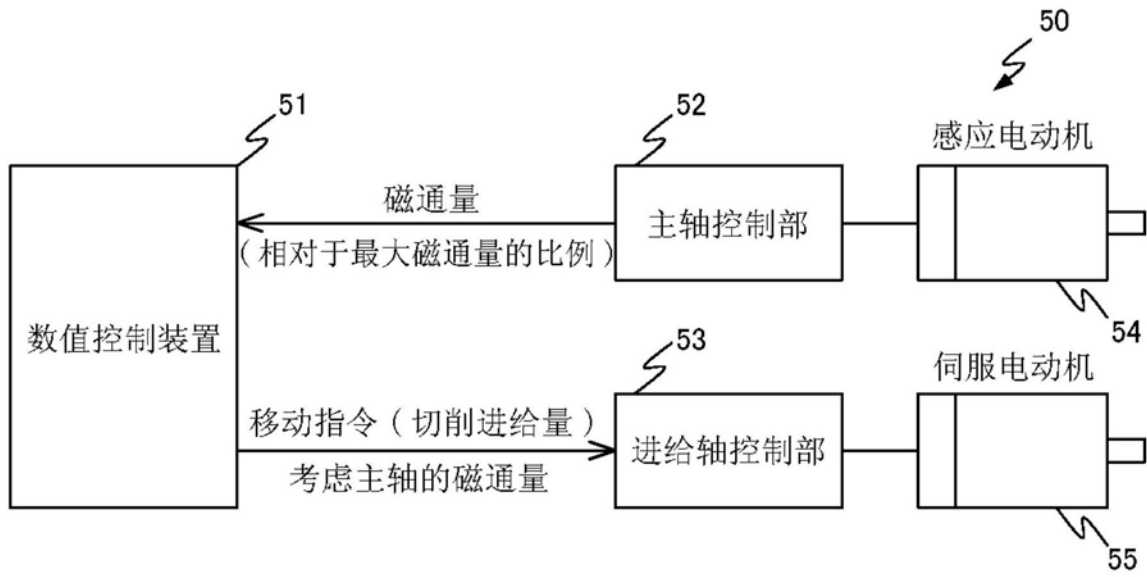 50
51
52
感应电动机
磁通量
(相对于最大磁通量的比例)
主轴控制部
54
数值控制装置
53
伺服电动机
移动指令(切削进给量)
考虑主轴的磁通量
进给轴控制部
55